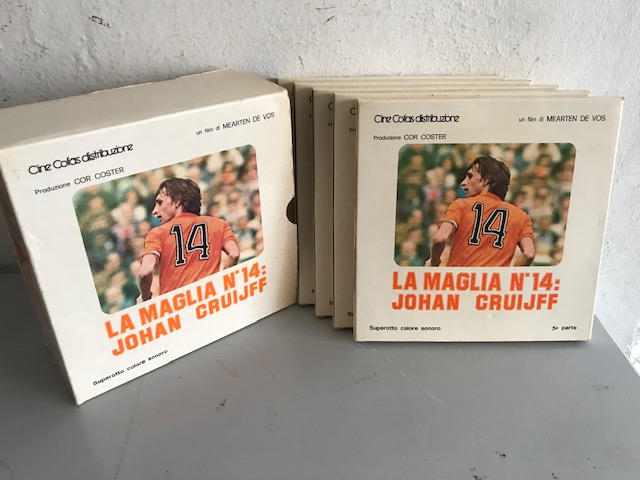 Cine Cofas distribuzione
un film di MEARTEN DE VOS
Produzione COR COSTER
14
LA MAGLIA N°14:
JOHAN CRUIJFF
Superotto colore sonoro
Cine Cofas distribuzione
un film di MEARTEN DE VOS
Produzione COR COSTER
14
LA MAGLIA N°14:
JOHAN CRUIJFF
Superotto colore sonoro
5ª parte